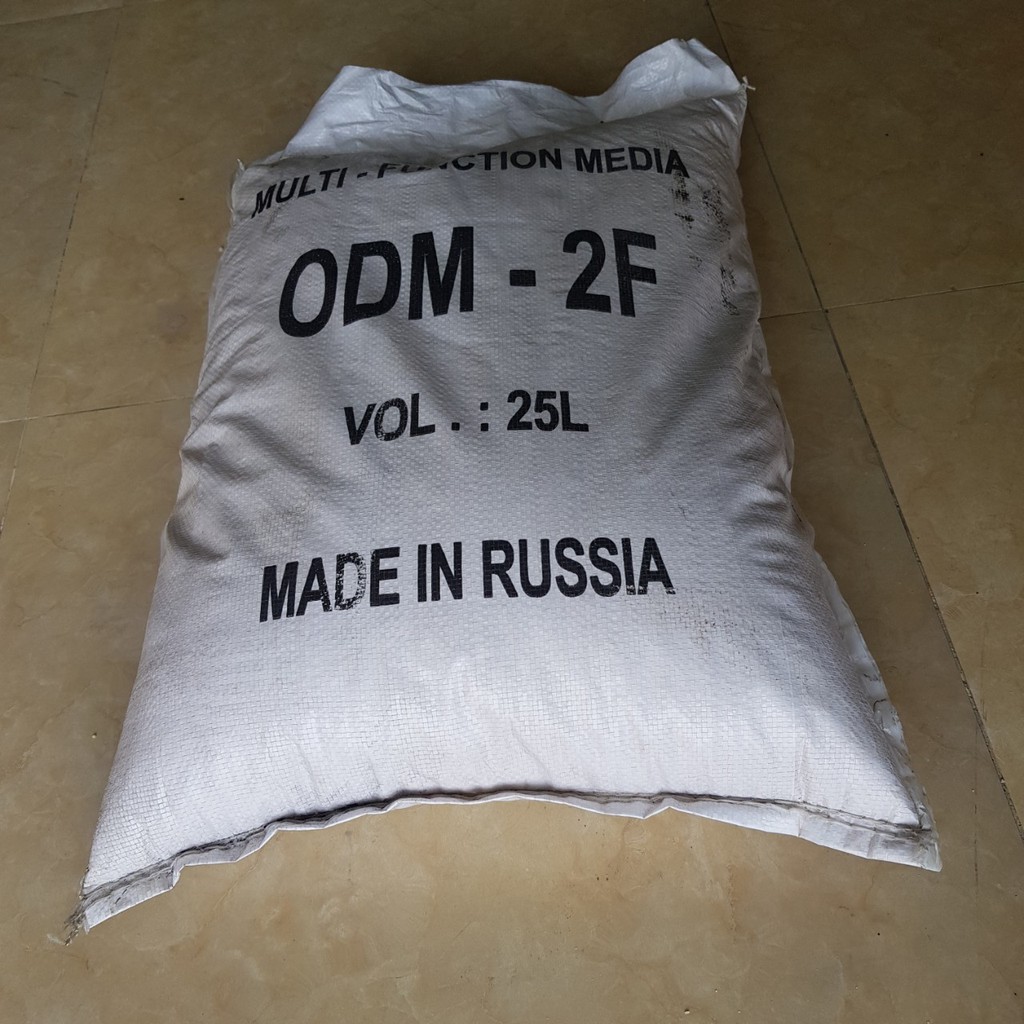 MULTI - FUNCTION MEDIA
ODM - 2F
VOL . : 25L
MADE IN RUSSIA